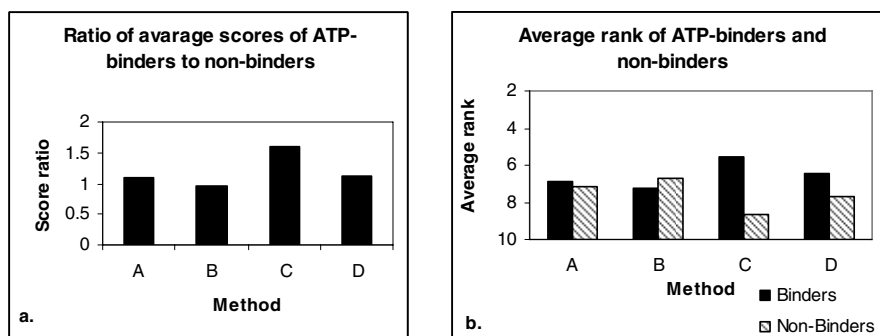 Ratio of avarage scores of ATP-
binders to non-binders
Score ratio
2
1.5
1
0.5
0
A B C D
Method
a.
Average rank of ATP-binders and
non-binders
Average rank
2
4
6
8
10
A B C D
Method
Binders
Non-Binders
b.